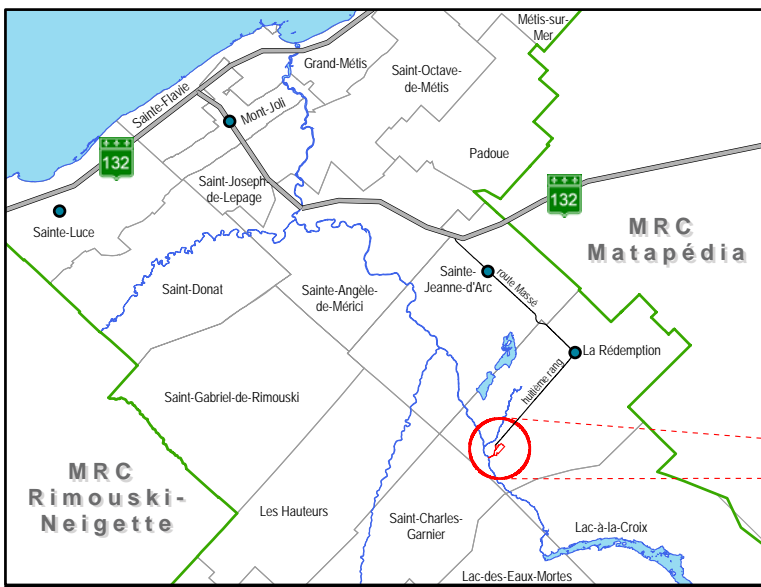 Métis-sur-
Mer
Grand-Métis
Saint-Octave-
de-Métis
Sainte-Flavie
Mont-Joli
132
Padoue
Saint-Joseph-
de-Lepage
132
Sainte-Luce
MRC
Matapédia
Sainte-
Jeanne-d'Arc
route Massé
Saint-Donat
Sainte-Angèle-
de-Mérici
La Rédemption
huitième rang
Saint-Gabriel-de-Rimouski
MRC
Rimouski-
Neigette
Les Hauteurs
Saint-Charles-
Garnier
Lac-à-la-Croix
Lac-des-Eaux-Mortes